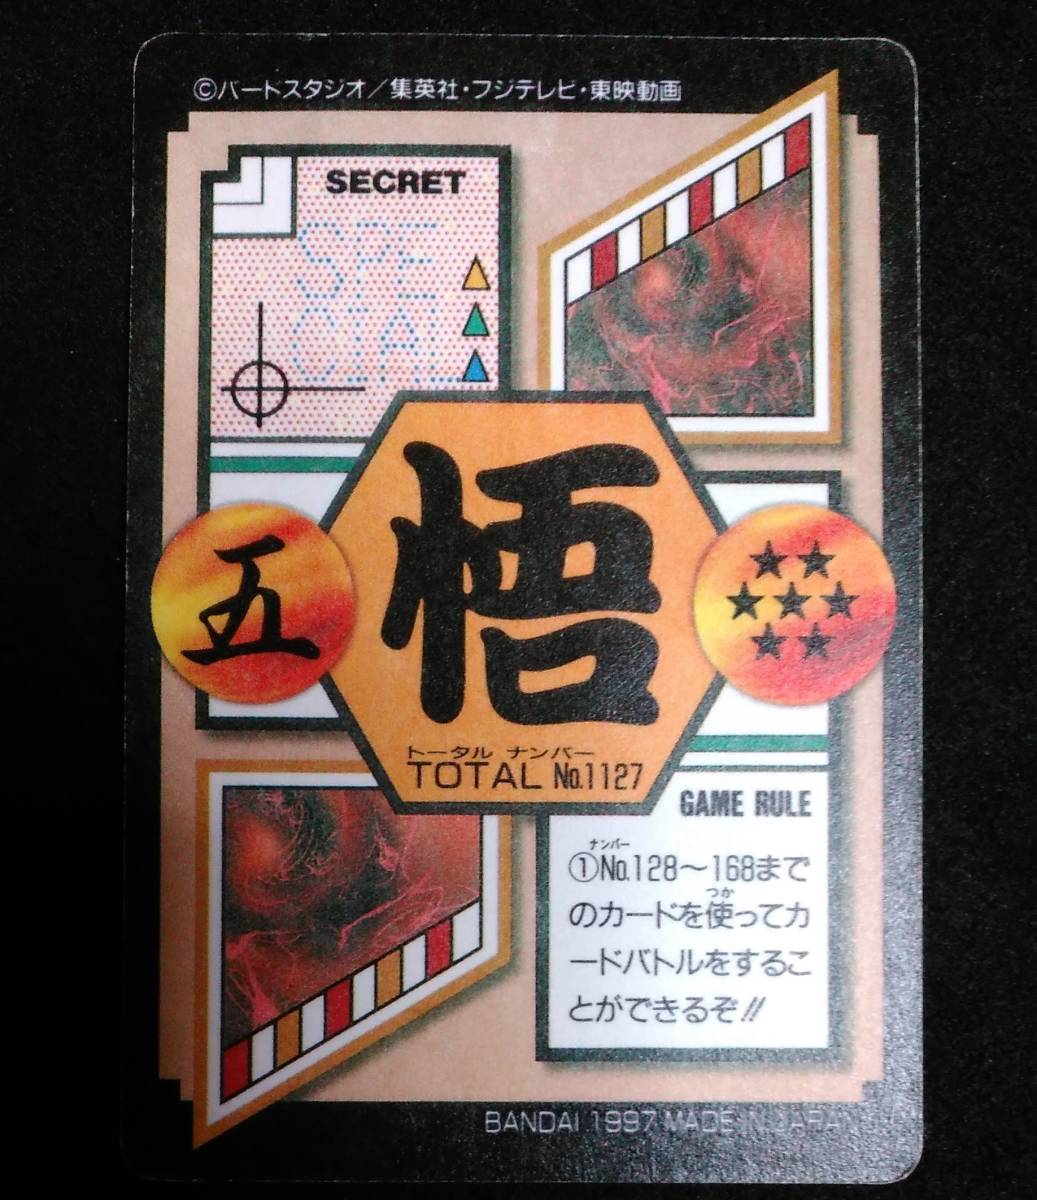 ©バードスタジオ／集英社・フジテレビ・東映動画
SECRET
SPE
CIAL
五
悟
トータル ナンバー
TOTAL No.1127
GAME RULE
ナンバー
①No.128～168まで
つか
のカードを使ってカ
ードバトルをするこ
とができるぞ!!
BANDAI 1997 MADE IN JAPAN